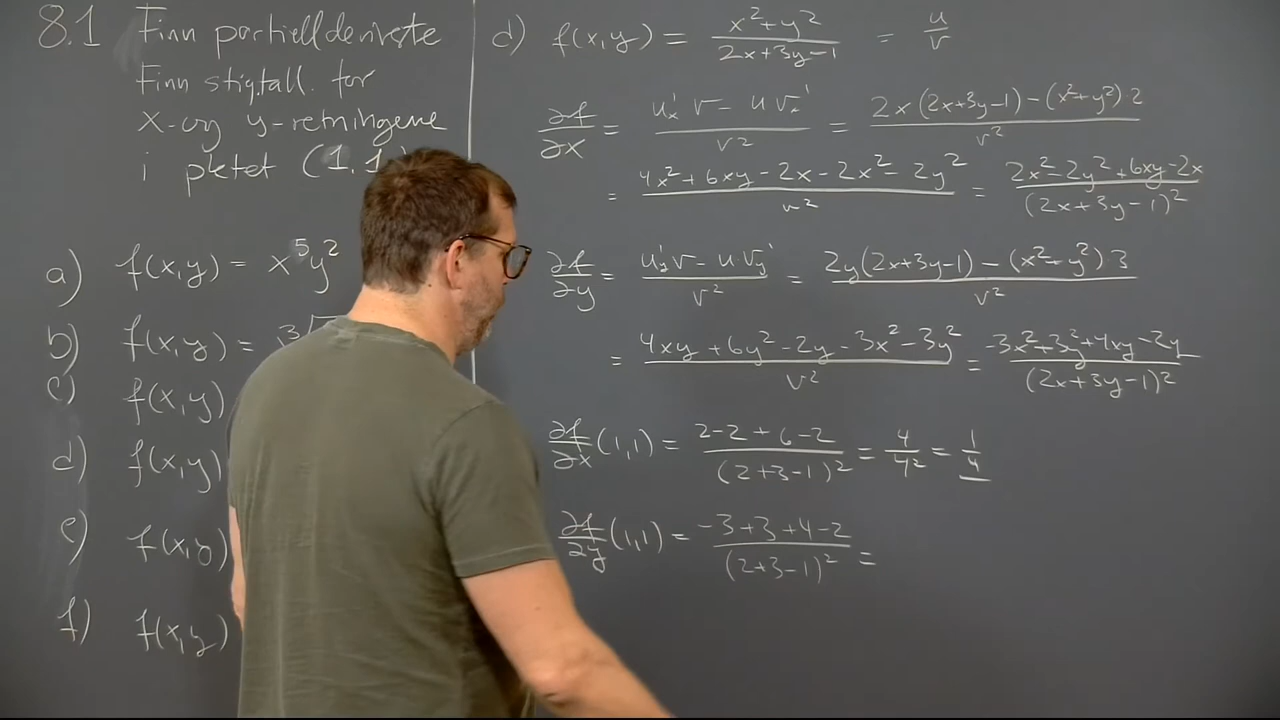 8.1 Finn partiellderiverte
Finn stigtall for
x- og y-retningene
i pktet (1,1
a) f(x,y) = x⁵y²
b) f(x,y) = ³√
c) f(x,y)
d) f(x,y)
e) f(x,y)
f) f(x,y)
d) f(x,y) = (x²+y²)/(2x+3y-1) = u/v
∂f/∂x = (u'ₓv - uvₓ')/v² = (2x(2x+3y-1) - (x²+y²)·2)/v²
= (4x² + 6xy - 2x - 2x² - 2y²)/v² = (2x²-2y²+6xy-2x)/(2x+3y-1)²
∂f/∂y = (u'ᵧv - u·vᵧ')/v² = (2y(2x+3y-1) - (x²+y²)·3)/v²
= (4xy + 6y² - 2y - 3x² - 3y²)/v² = (-3x²+3y²+4xy-2y)/(2x+3y-1)²
∂f/∂x (1,1) = (2-2+6-2)/(2+3-1)² = 4/4² = 1/4
∂f/∂y (1,1) = (-3+3+4-2)/(2+3-1)² =